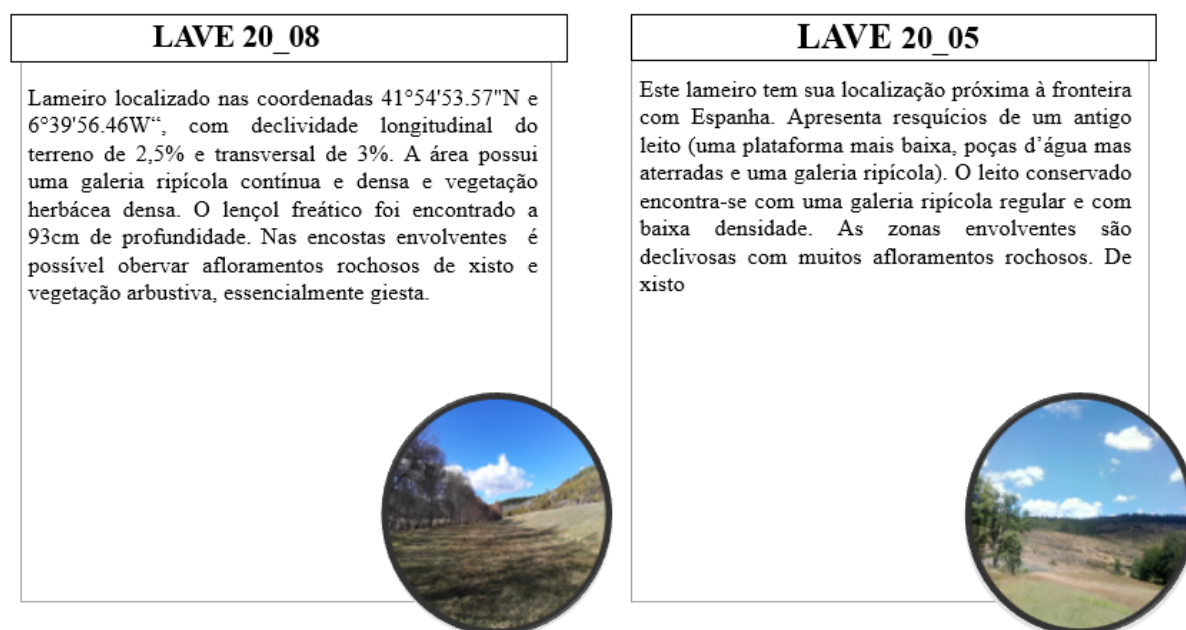 LAVE 20_08
Lameiro localizado nas coordenadas 41°54'53.57"N e
6°39'56.46W“, com declividade longitudinal do
terreno de 2,5% e transversal de 3%. A área possui
uma galeria ripícola contínua e densa e vegetação
herbácea densa. O lençol freático foi encontrado a
93cm de profundidade. Nas encostas envolventes é
possível obervar afloramentos rochosos de xisto e
vegetação arbustiva, essencialmente giesta.
LAVE 20_05
Este lameiro tem sua localização próxima à fronteira
com Espanha. Apresenta resquícios de um antigo
leito (uma plataforma mais baixa, poças d’água mas
aterradas e uma galeria ripícola). O leito conservado
encontra-se com uma galeria ripícola regular e com
baixa densidade. As zonas envolventes são
declivosas com muitos afloramentos rochosos. De
xisto